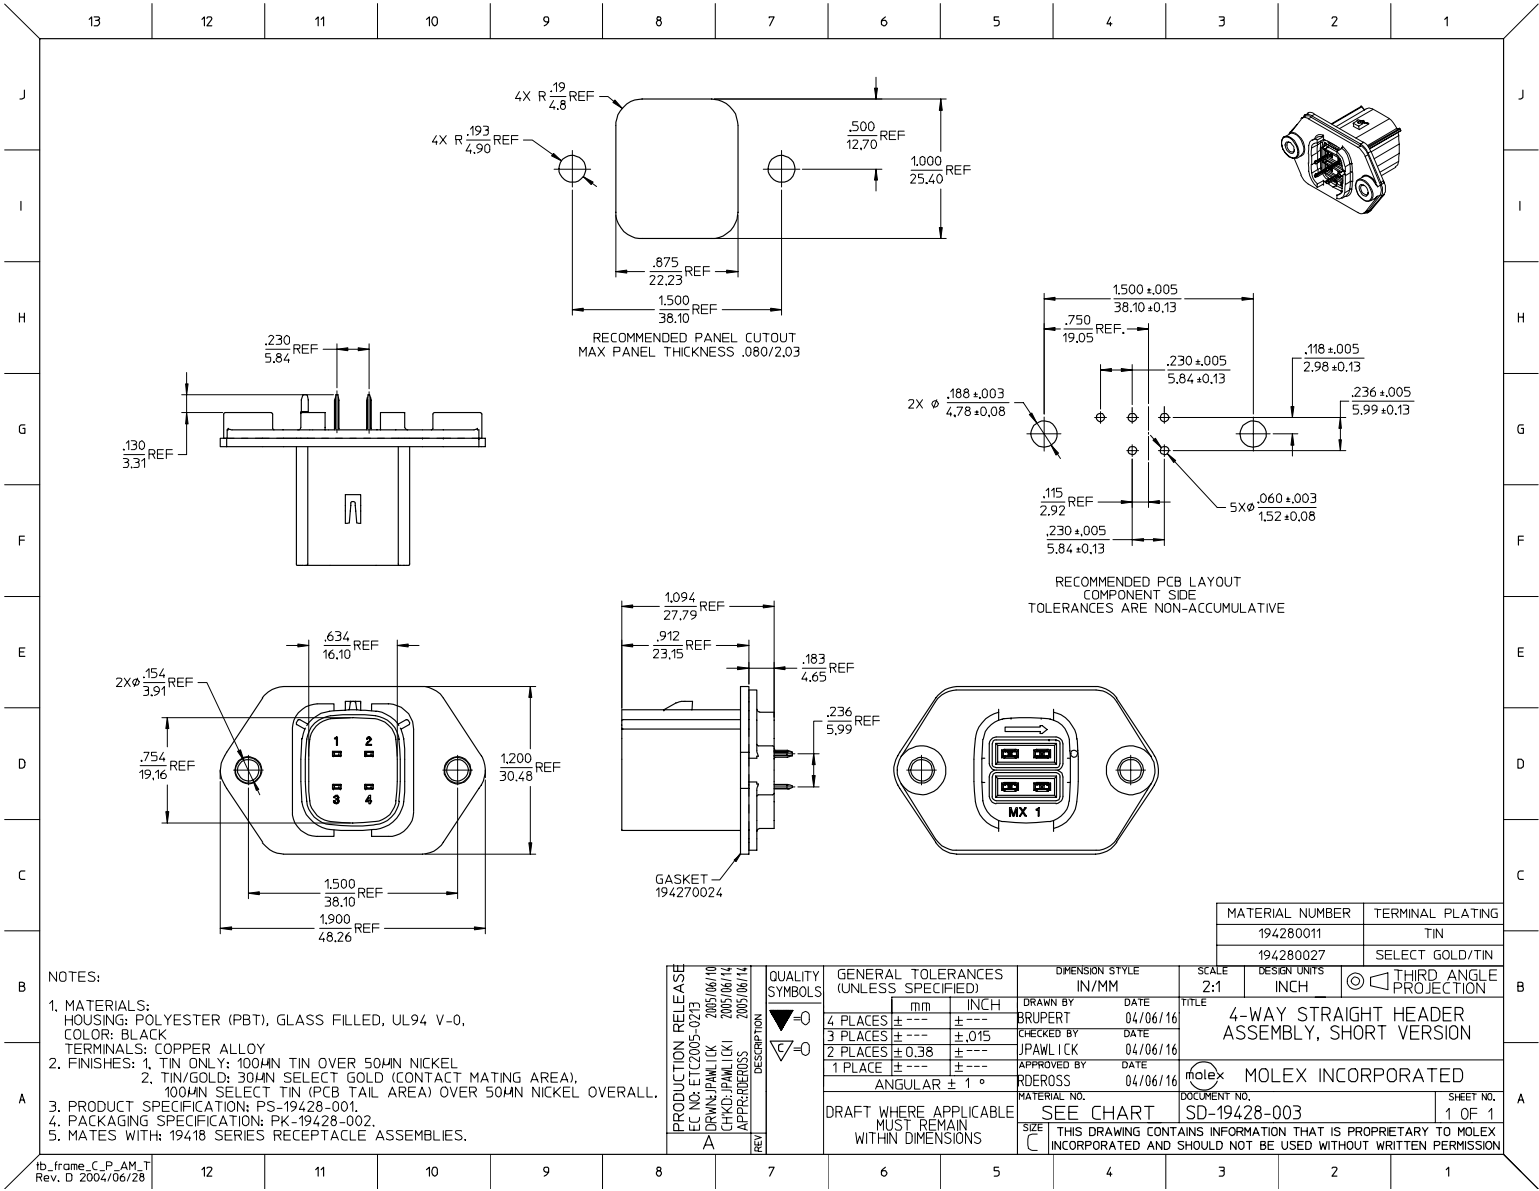 13 12 11 10 9 8 7 6 5 4 3 2 1
J J
I I
H H
G G
F F
E E
D D
C C
B B
A A
4X R .19 REF
4.8
4X R .193 REF
4.90
.500 REF
12.70
1.000 REF
25.40
.875 REF
22.23
1.500 REF
38.10
RECOMMENDED PANEL CUTOUT
MAX PANEL THICKNESS .080/2.03
.230 REF
5.84
.130 REF
3.31
1.500 ±.005
38.10 ±0.13
.750 REF.
19.05
.230 ±.005
5.84 ±0.13
.118 ±.005
2.98 ±0.13
.236 ±.005
5.99 ±0.13
2X Ø .188 ±.003
4.78 ±0.08
.115 REF
2.92
5XØ .060 ±.003
1.52 ±0.08
.230 ±.005
5.84 ±0.13
RECOMMENDED PCB LAYOUT
COMPONENT SIDE
TOLERANCES ARE NON-ACCUMULATIVE
.634 REF
16.10
2XØ .154 REF
3.91
.754 REF
19.16
1 2
3 4
1.200 REF
30.48
1.500 REF
38.10
1.900 REF
48.26
1.094 REF
27.79
.912 REF
23.15
.183 REF
4.65
.236 REF
5.99
GASKET
194270024
MX 1
MATERIAL NUMBER TERMINAL PLATING
194280011 TIN
194280027 SELECT GOLD/TIN
NOTES:
1. MATERIALS:
HOUSING: POLYESTER (PBT), GLASS FILLED, UL94 V-0,
COLOR: BLACK
TERMINALS: COPPER ALLOY
2. FINISHES: 1. TIN ONLY: 100µIN TIN OVER 50µIN NICKEL
2. TIN/GOLD: 30µIN SELECT GOLD (CONTACT MATING AREA),
100µIN SELECT TIN (PCB TAIL AREA) OVER 50µIN NICKEL OVERALL.
3. PRODUCT SPECIFICATION: PS-19428-001.
4. PACKAGING SPECIFICATION: PK-19428-002.
5. MATES WITH: 19418 SERIES RECEPTACLE ASSEMBLIES.
PRODUCTION RELEASE
EC NO: ETC2005-0213
DRWN:JPAWLICK 2005/06/10
CH'KD:JPAWLICKI 2005/06/14
APPR:RDEROSS 2005/06/14
A
REV DESCRIPTION
QUALITY
SYMBOLS
=0
C =0
GENERAL TOLERANCES
(UNLESS SPECIFIED)
mm INCH
4 PLACES ± --- ± ---
3 PLACES ± --- ± .015
2 PLACES ± 0.38 ± ---
1 PLACE ± --- ± ---
ANGULAR ± 1 °
DRAFT WHERE APPLICABLE
MUST REMAIN
WITHIN DIMENSIONS
DIMENSION STYLE
IN/MM
SCALE
2:1
DESIGN UNITS
INCH
THIRD ANGLE
PROJECTION
DRAWN BY DATE
BRUPERT 04/06/16
CHECKED BY DATE
JPAWLICK 04/06/16
APPROVED BY DATE
RDEROSS 04/06/16
TITLE
4-WAY STRAIGHT HEADER
ASSEMBLY, SHORT VERSION
molex MOLEX INCORPORATED
MATERIAL NO.
SEE CHART
DOCUMENT NO.
SD-19428-003
SHEET NO.
1 OF 1
SIZE
C
THIS DRAWING CONTAINS INFORMATION THAT IS PROPRIETARY TO MOLEX
INCORPORATED AND SHOULD NOT BE USED WITHOUT WRITTEN PERMISSION
tb_frame_C_P_AM_T
Rev. D 2004/06/28
12 11 10 9 8 7 6 5 4 3 2 1